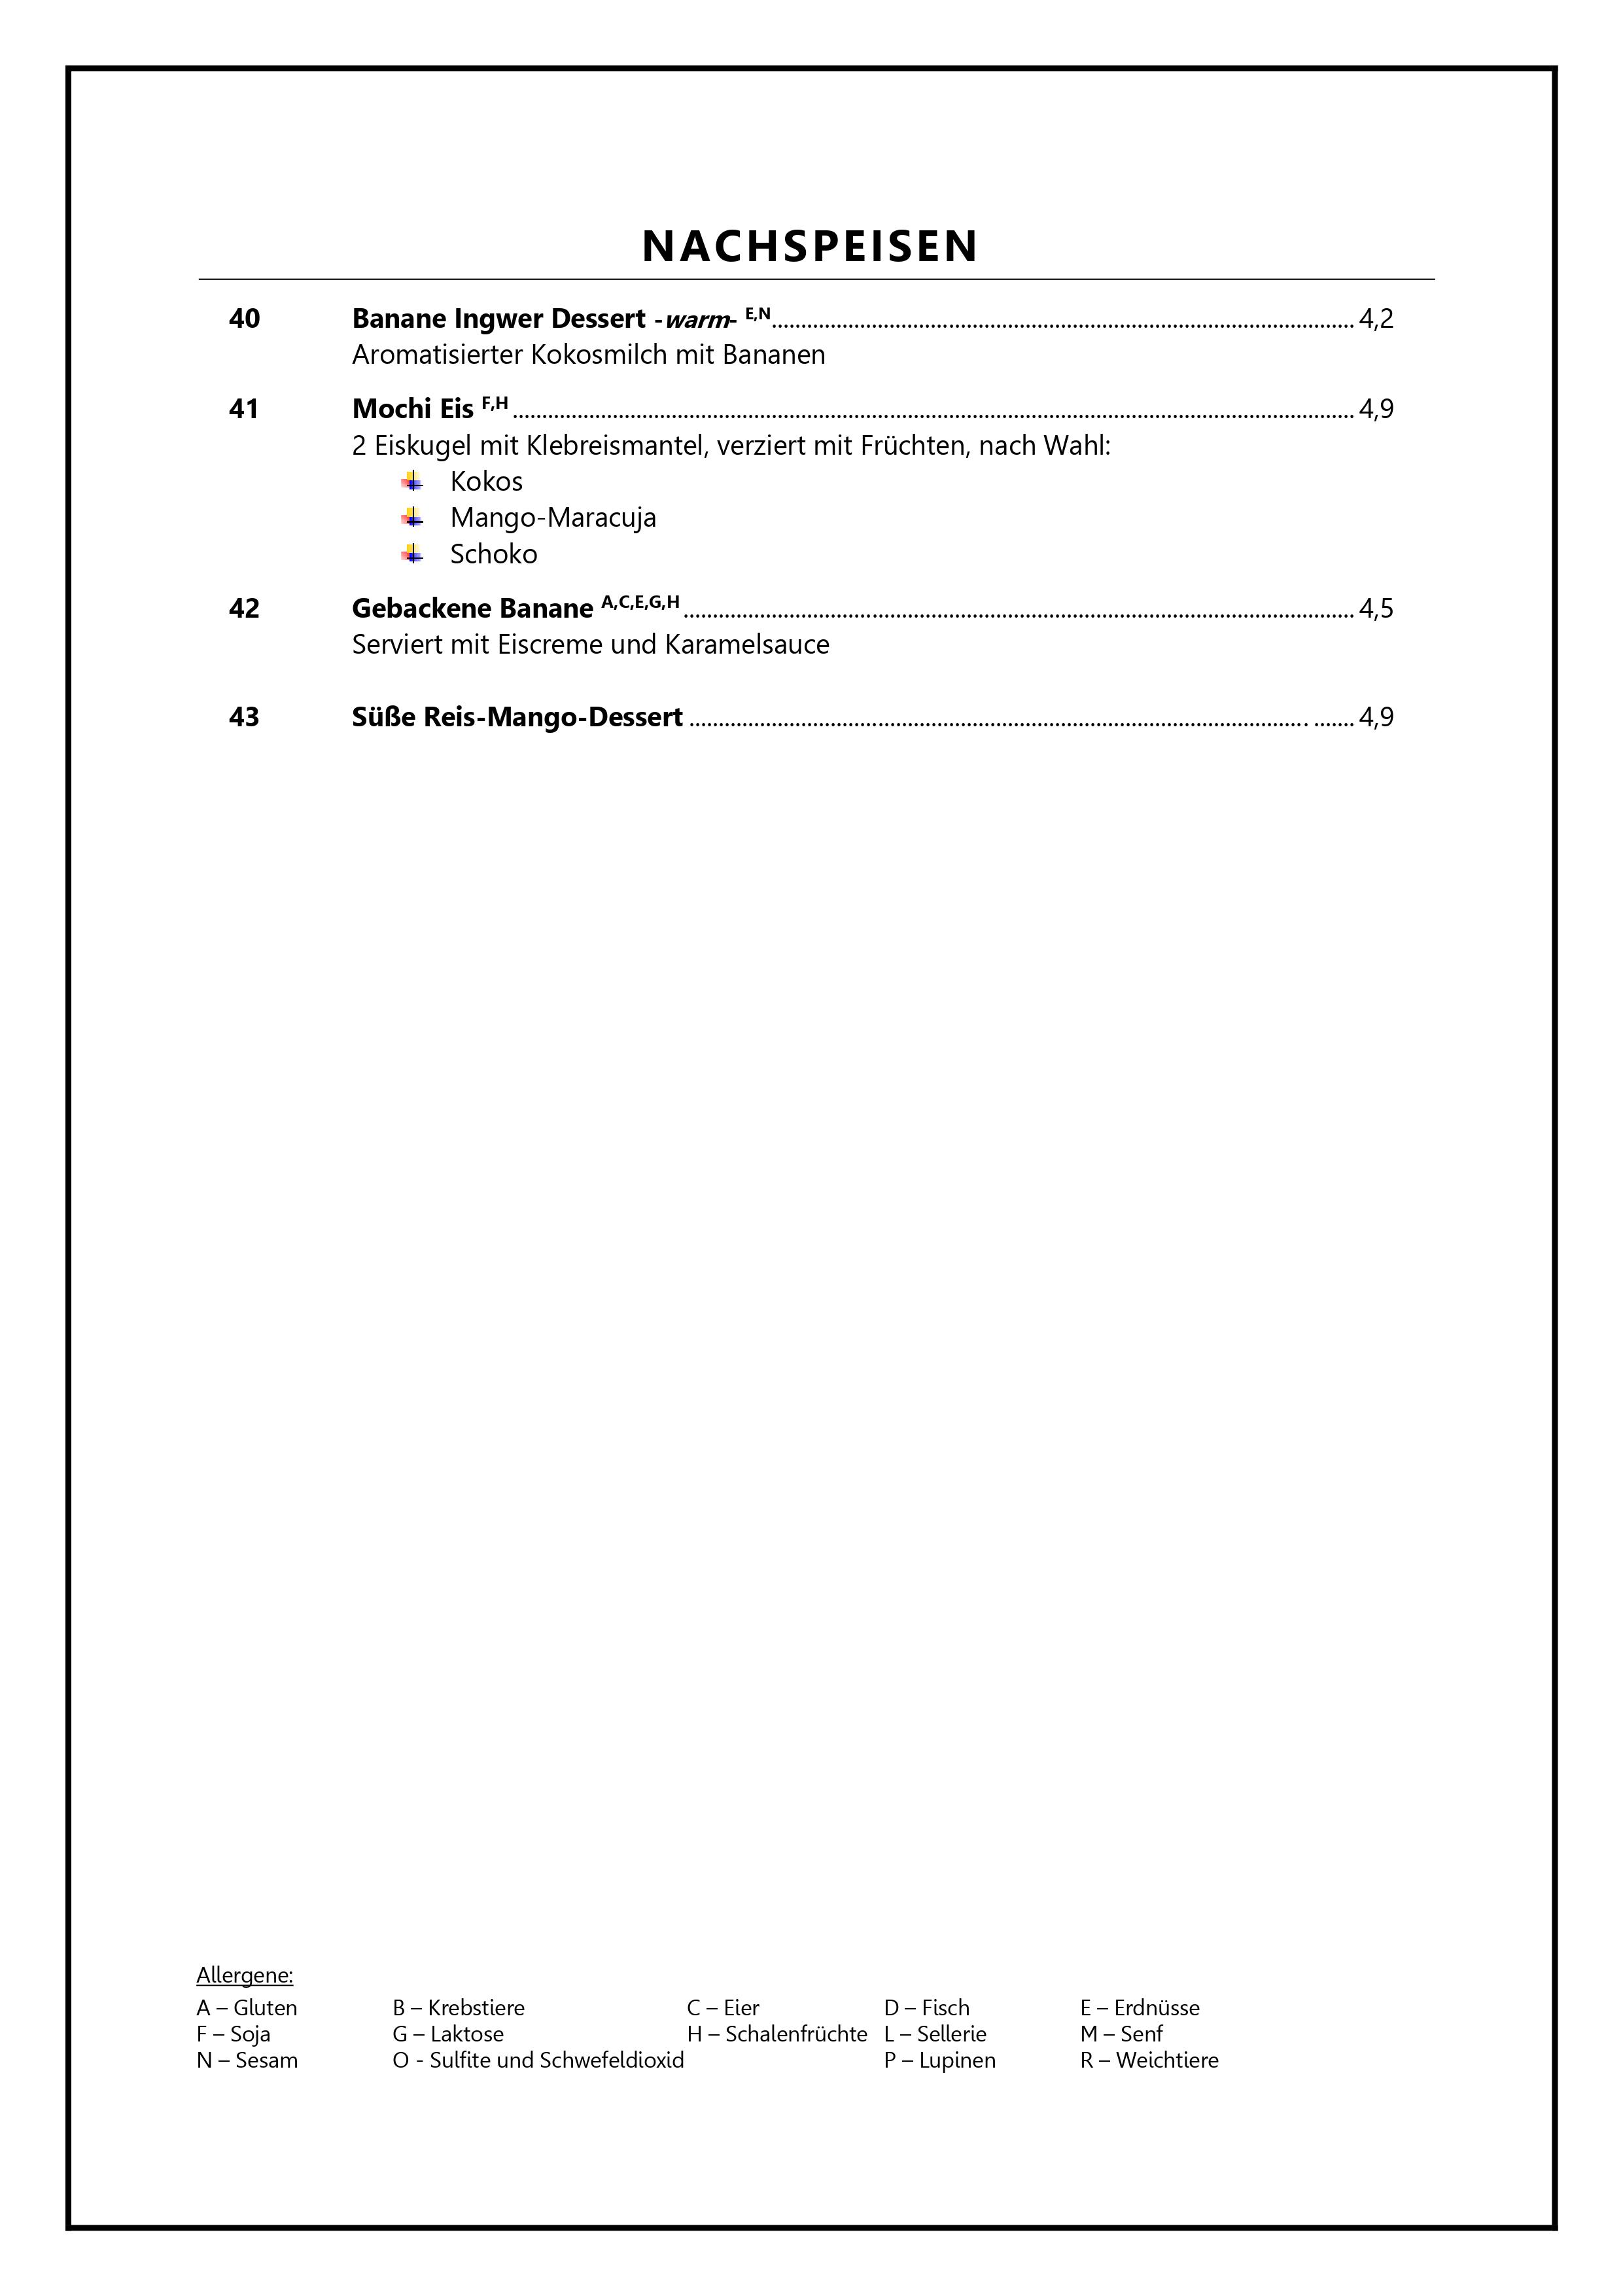 NACHSPEISEN
40 Banane Ingwer Dessert -warm- E,N 4,2
Aromatisierter Kokosmilch mit Bananen
41 Mochi Eis F,H 4,9
2 Eiskugel mit Klebreismantel, verziert mit Früchten, nach Wahl:
Kokos
Mango-Maracuja
Schoko
42 Gebackene Banane A,C,E,G,H 4,5
Serviert mit Eiscreme und Karamelsauce
43 Süße Reis-Mango-Dessert 4,9
Allergene:
A – Gluten B – Krebstiere C – Eier D – Fisch E – Erdnüsse
F – Soja G – Laktose H – Schalenfrüchte L – Sellerie M – Senf
N – Sesam O - Sulfite und Schwefeldioxid P – Lupinen R – Weichtiere